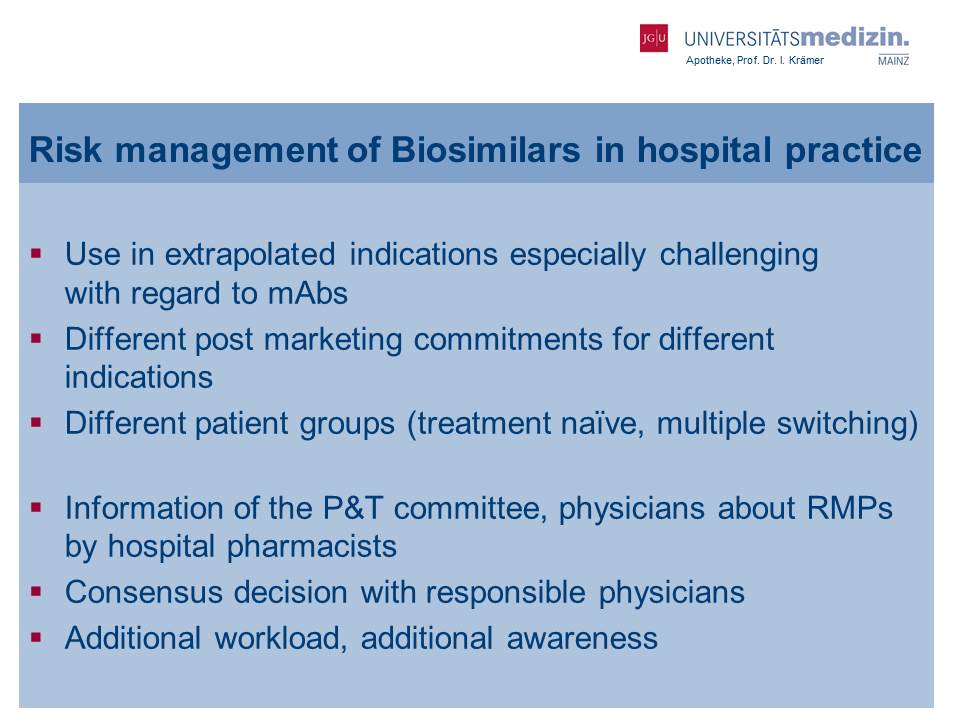 JG|U UNIVERSITÄTSmedizin.
Apotheke, Prof. Dr. I. Krämer MAINZ
Risk management of Biosimilars in hospital practice
▪ Use in extrapolated indications especially challenging
with regard to mAbs
▪ Different post marketing commitments for different
indications
▪ Different patient groups (treatment naïve, multiple switching)
▪ Information of the P&T committee, physicians about RMPs
by hospital pharmacists
▪ Consensus decision with responsible physicians
▪ Additional workload, additional awareness